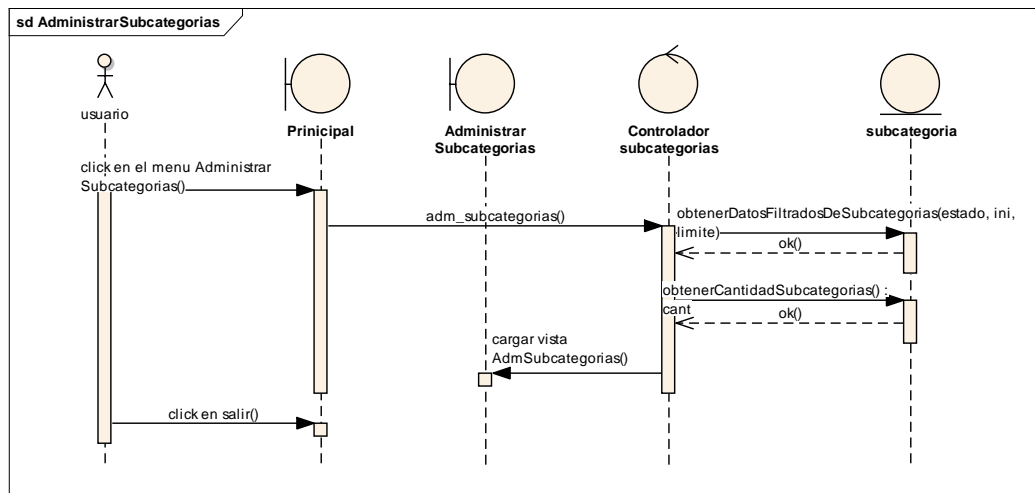 sd AdministrarSubcategorias
usuario
Prinicipal
Administrar
Subcategorias
Controlador
subcategorias
subcategoria
click en el menu Administrar
Subcategorias()
adm_subcategorias()
obtenerDatosFiltradosDeSubcategorias(estado, ini,
limite)
ok()
obtenerCantidadSubcategorias() :
cant
ok()
cargar vista
AdmSubcategorias()
click en salir()